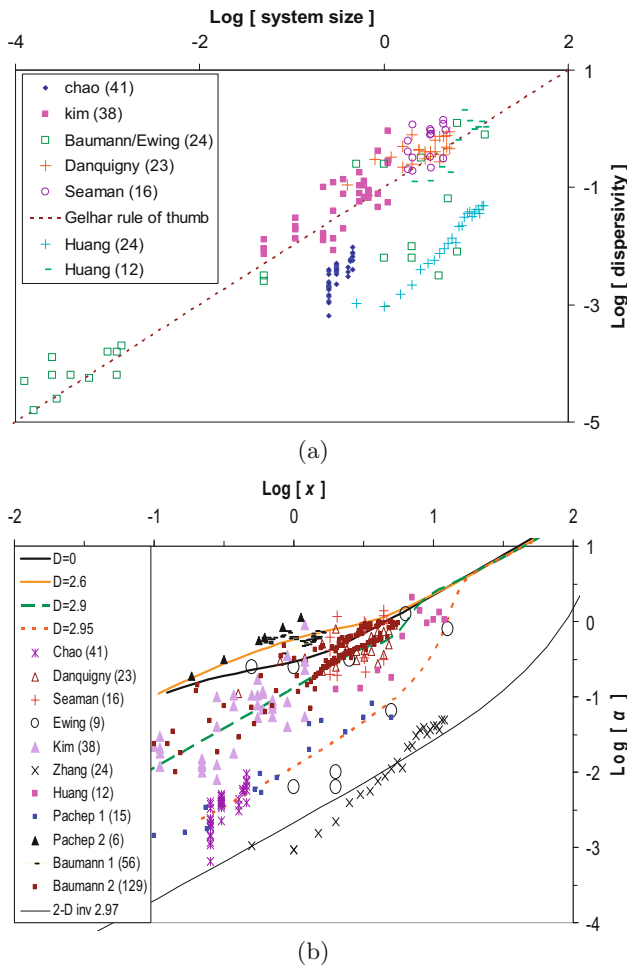 Log [ system size]
-4
-2
0
2
chao (41)
kim (38)
Baumann/Ewing (24)
Danquigny (23)
Seaman (16)
Gelhar rule of thumb
Huang (24)
Huang (12)
1
-1
-3
-5
Log [ dispersivity]
(a)
Log [ x]
-2
-1
0
1
2
D=0
D=2.6
D=2.9
D=2.95
Chao (41)
Danquigny (23)
Seaman (16)
Ewing (9)
Kim (38)
Zhang (24)
Huang (12)
Pachep 1 (15)
Pachep 2 (6)
Baumann 1 (56)
Baumann 2 (129)
2-D inv 2.97
1
0
-1
-2
-3
-4
Log [ α]
(b)